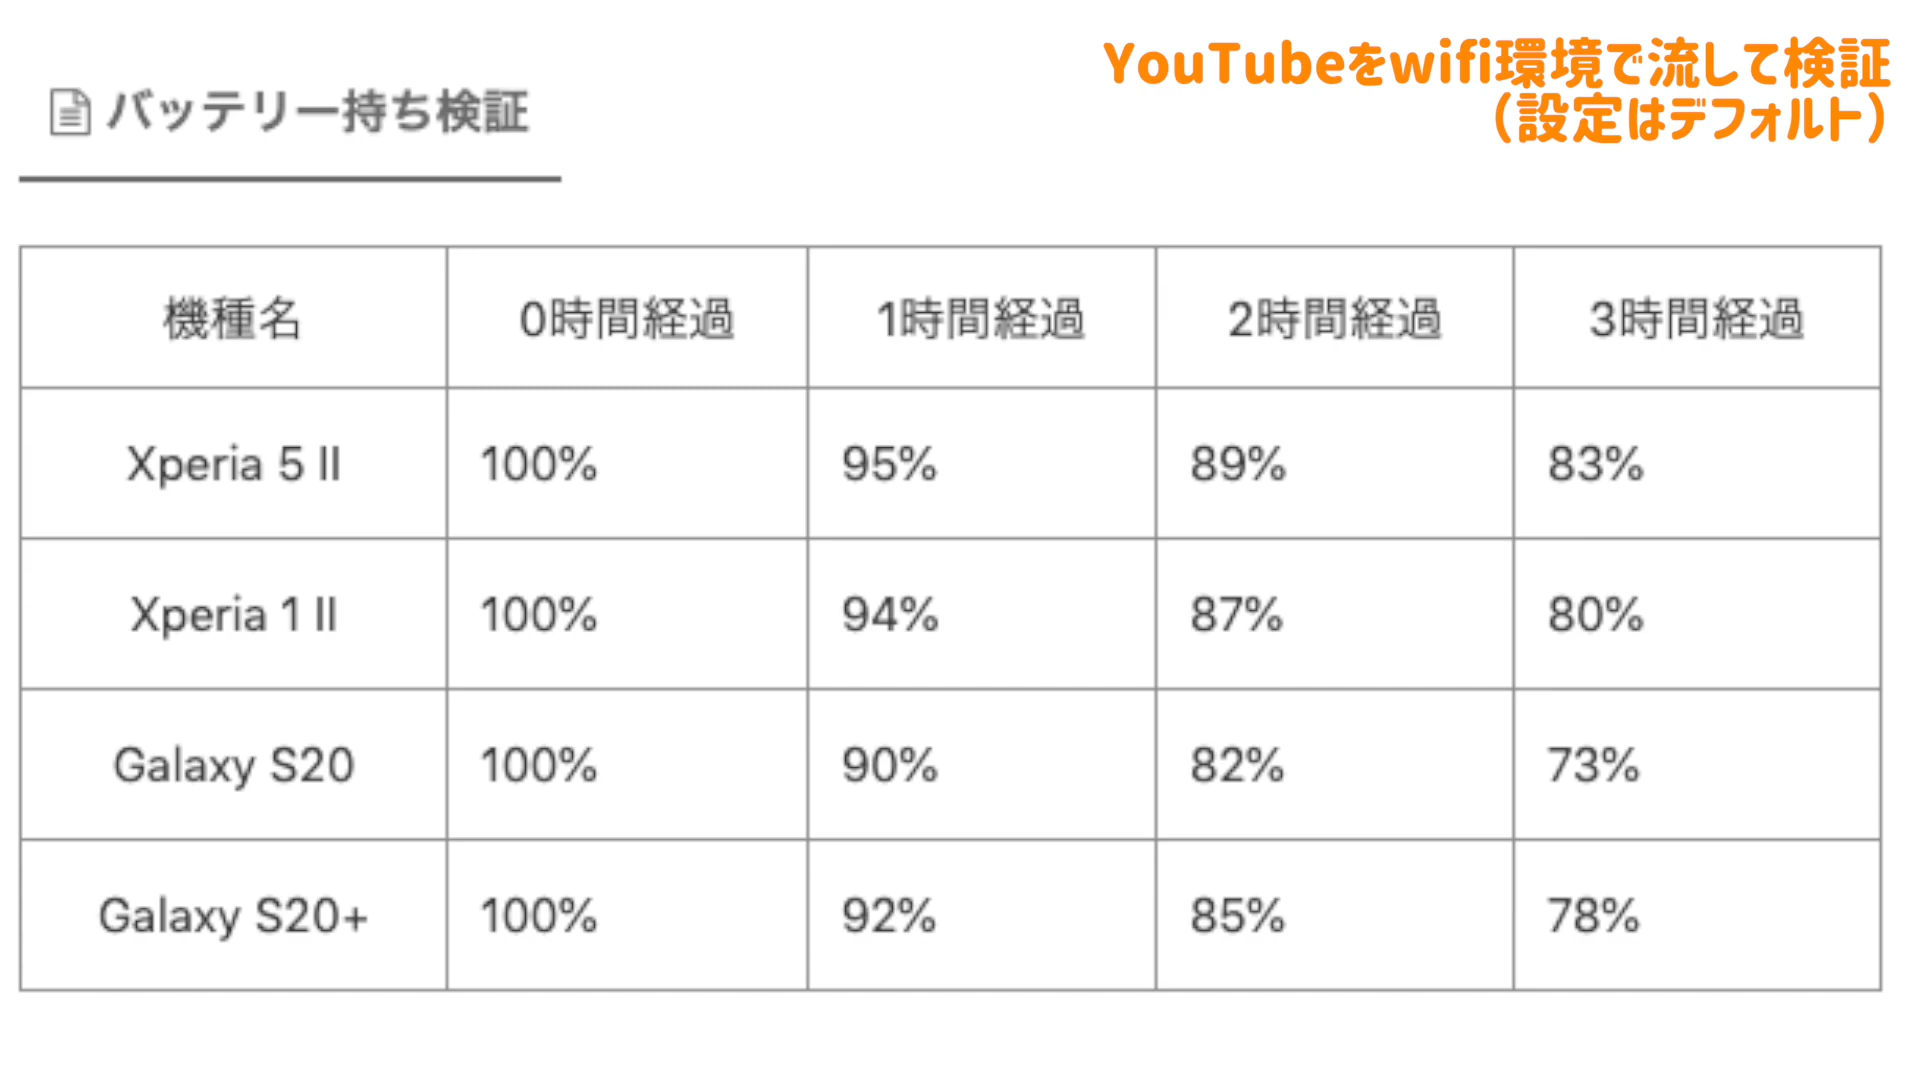 YouTubeをwifi環境で流して検証
（設定はデフォルト）
バッテリー持ち検証
機種名 0時間経過 1時間経過 2時間経過 3時間経過
Xperia 5 II 100% 95% 89% 83%
Xperia 1 II 100% 94% 87% 80%
Galaxy S20 100% 90% 82% 73%
Galaxy S20+ 100% 92% 85% 78%